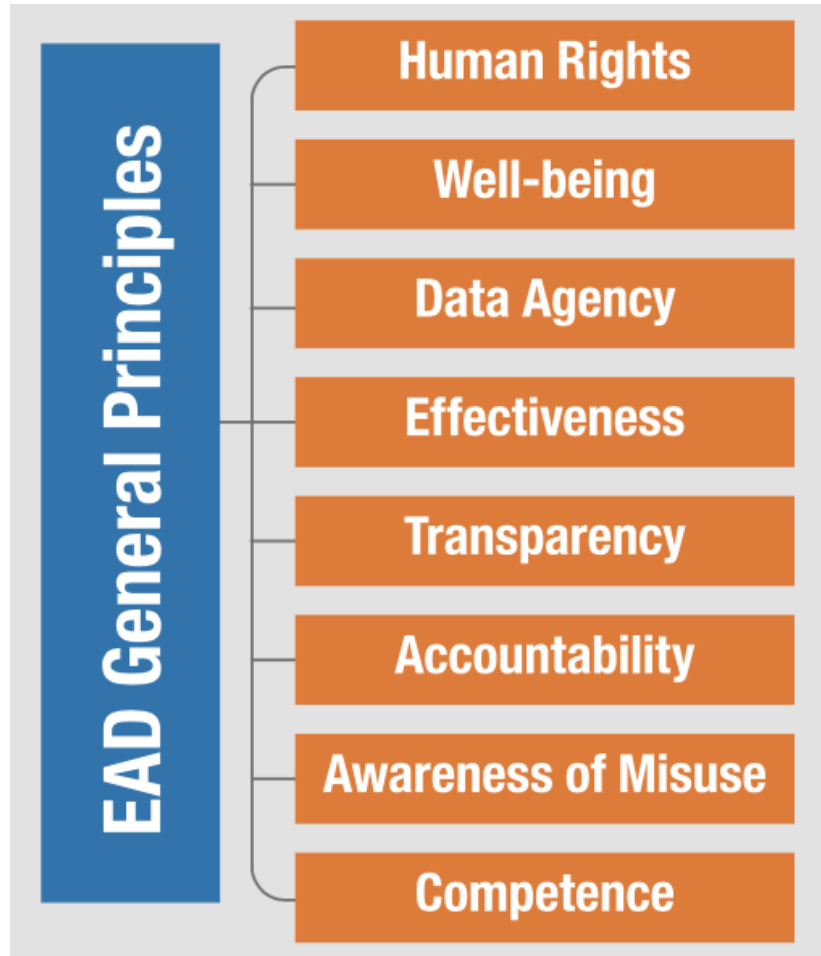 EAD General Principles
Human Rights
Well-being
Data Agency
Effectiveness
Transparency
Accountability
Awareness of Misuse
Competence